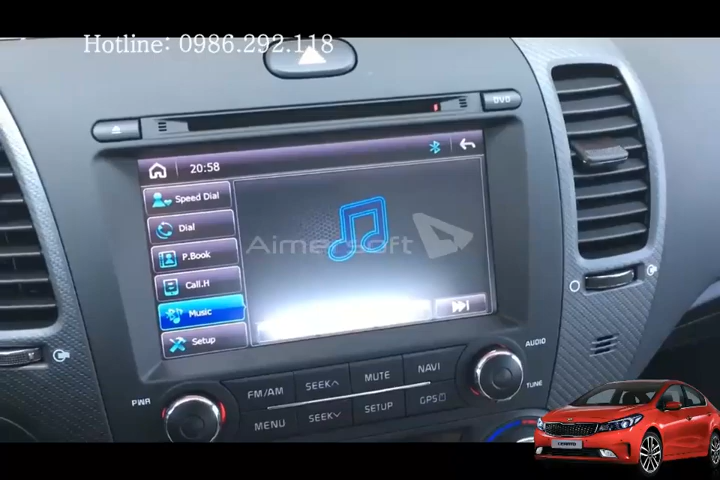 Hotline: 0986.292.118
DVD
20:58
Speed Dial
Dial
P.Book
Call.H
Music
Setup
Aimersoft
PWR
FM/AM
SEEK
MUTE
NAVI
AUDIO
MENU
SEEK
SETUP
GPS
TUNE